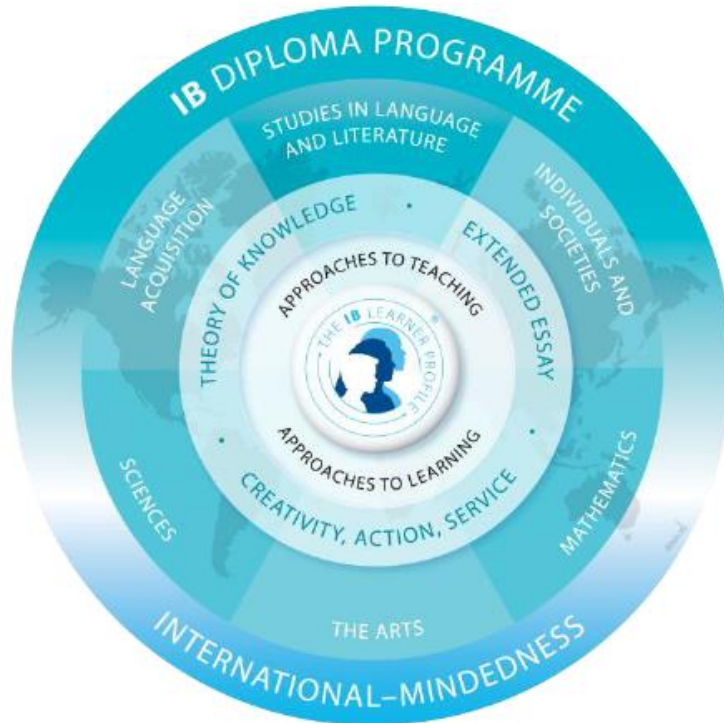 IB DIPLOMA PROGRAMME
STUDIES IN LANGUAGE
AND LITERATURE
LANGUAGE
ACQUISITION
INDIVIDUALS AND
SOCIETIES
THEORY OF KNOWLEDGE
EXTENDED ESSAY
APPROACHES TO TEACHING
THE IB LEARNER PROFILE
®
APPROACHES TO LEARNING
CREATIVITY, ACTION, SERVICE
SCIENCES
MATHEMATICS
THE ARTS
INTERNATIONAL–MINDEDNESS